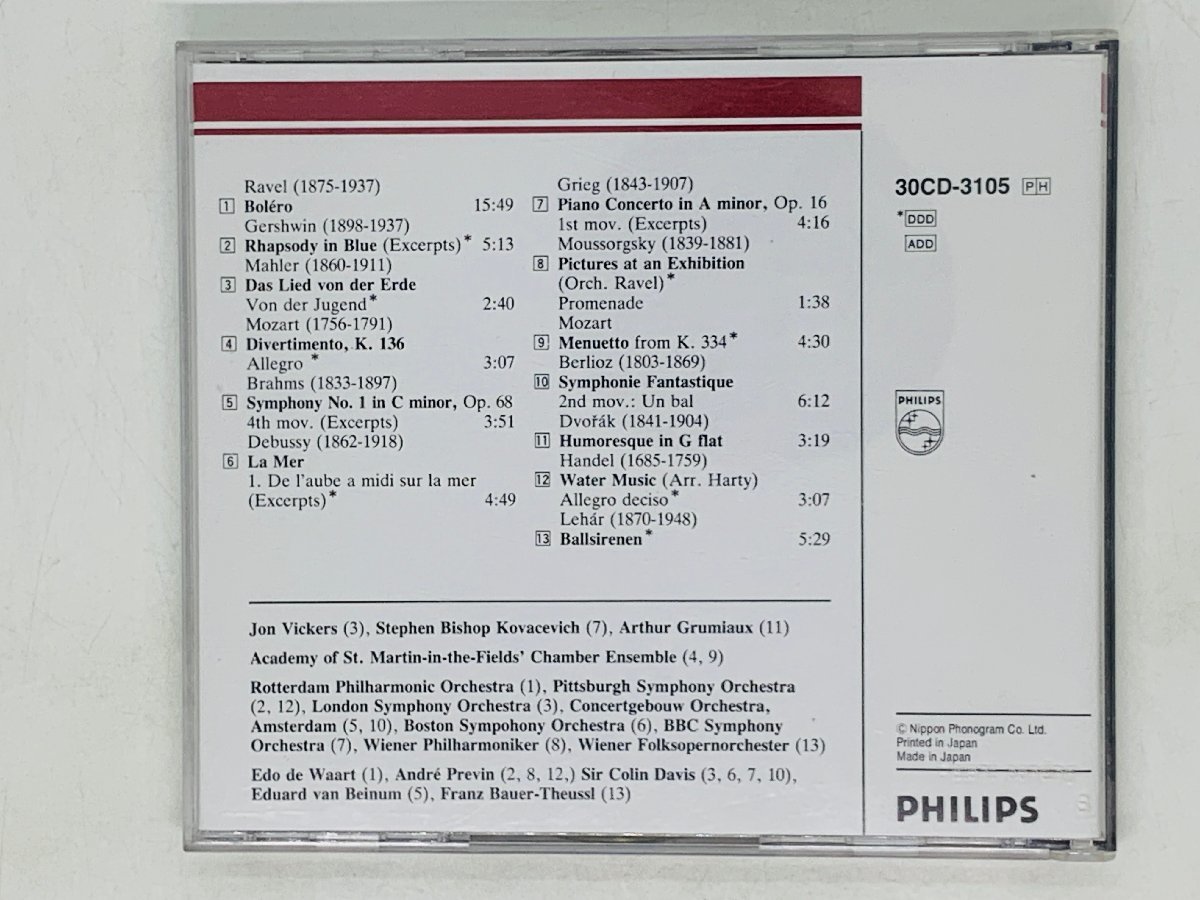 Ravel (1875-1937)
1 Boléro 15:49
Gershwin (1898-1937)
2 Rhapsody in Blue (Excerpts)* 5:13
Mahler (1860-1911)
3 Das Lied von der Erde
Von der Jugend* 2:40
Mozart (1756-1791)
4 Divertimento, K. 136
Allegro * 3:07
Brahms (1833-1897)
5 Symphony No. 1 in C minor, Op. 68
4th mov. (Excerpts) 3:51
Debussy (1862-1918)
6 La Mer
1. De l'aube a midi sur la mer
(Excerpts)* 4:49
Grieg (1843-1907)
7 Piano Concerto in A minor, Op. 16
1st mov. (Excerpts) 4:16
Moussorgsky (1839-1881)
8 Pictures at an Exhibition
(Orch. Ravel)*
Promenade 1:38
Mozart
9 Menuetto from K. 334* 4:30
Berlioz (1803-1869)
10 Symphonie Fantastique
2nd mov.: Un bal 6:12
Dvořák (1841-1904)
11 Humoresque in G flat 3:19
Handel (1685-1759)
12 Water Music (Arr. Harty)
Allegro deciso* 3:07
Lehár (1870-1948)
13 Ballsirenen* 5:29
Jon Vickers (3), Stephen Bishop Kovacevich (7), Arthur Grumiaux (11)
Academy of St. Martin-in-the-Fields' Chamber Ensemble (4, 9)
Rotterdam Philharmonic Orchestra (1), Pittsburgh Symphony Orchestra
(2, 12), London Symphony Orchestra (3), Concertgebouw Orchestra,
Amsterdam (5, 10), Boston Sympohony Orchestra (6), BBC Symphony
Orchestra (7), Wiener Philharmoniker (8), Wiener Folksopernorchester (13)
Edo de Waart (1), André Previn (2, 8, 12,) Sir Colin Davis (3, 6, 7, 10),
Eduard van Beinum (5), Franz Bauer-Theussl (13)
30CD-3105 PH
*DDD
ADD
PHILIPS
© Nippon Phonogram Co. Ltd.
Printed in Japan
Made in Japan
PHILIPS